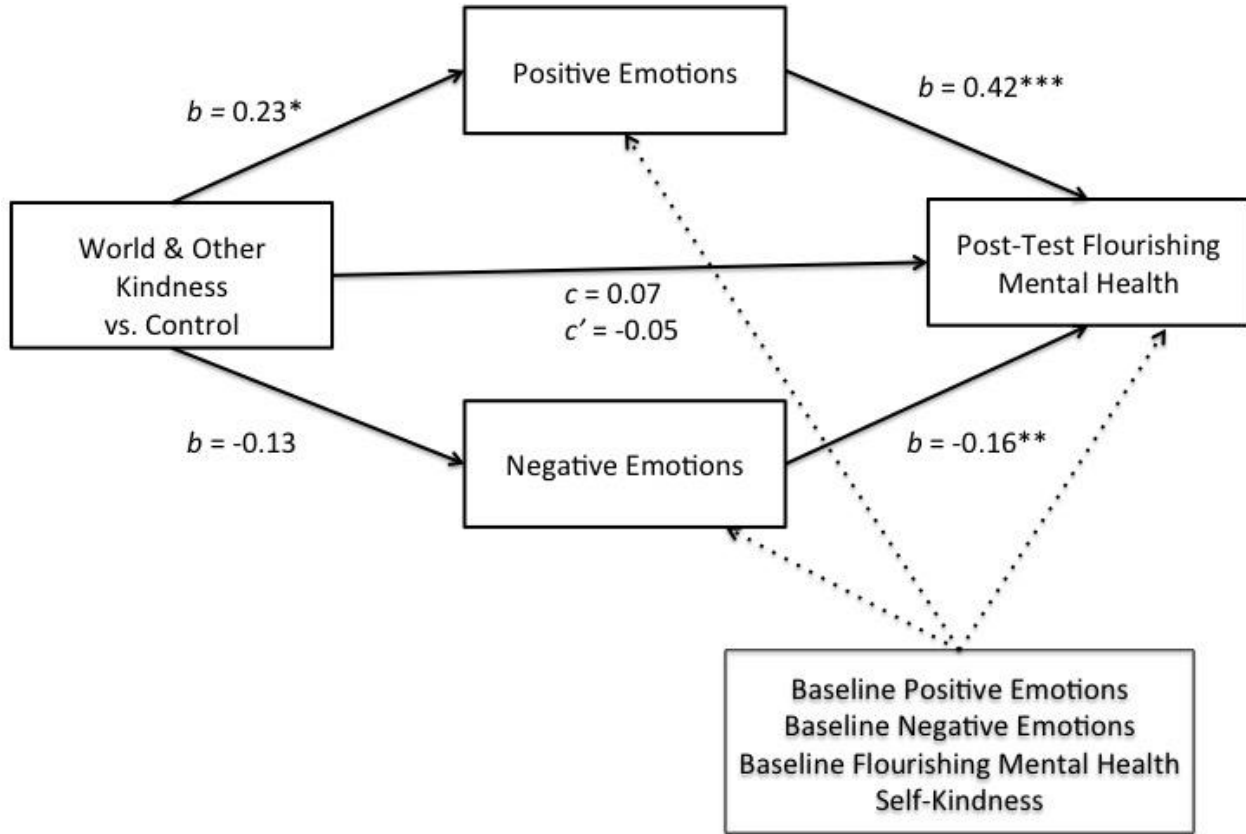 Positive Emotions
b = 0.23*
b = 0.42***
World & Other
Kindness
vs. Control
Post-Test Flourishing
Mental Health
c = 0.07
c′ = -0.05
b = -0.13
Negative Emotions
b = -0.16**
Baseline Positive Emotions
Baseline Negative Emotions
Baseline Flourishing Mental Health
Self-Kindness